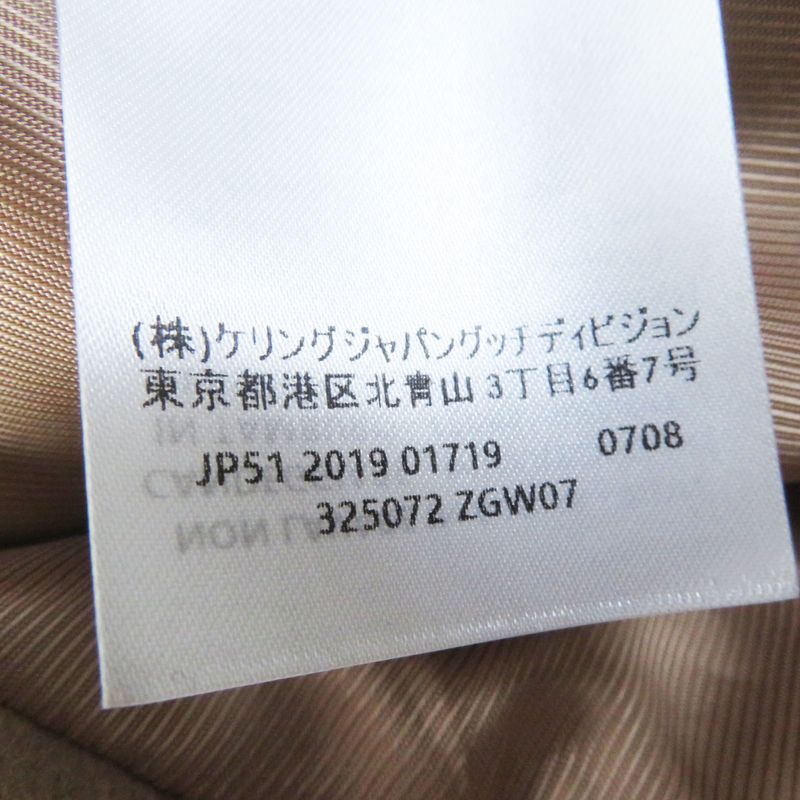 (株)ケリングジャパングッチディビジョン
東京都港区北青山3丁目6番7号
JP51 2019 01719 0708
325072 ZGW07
NON